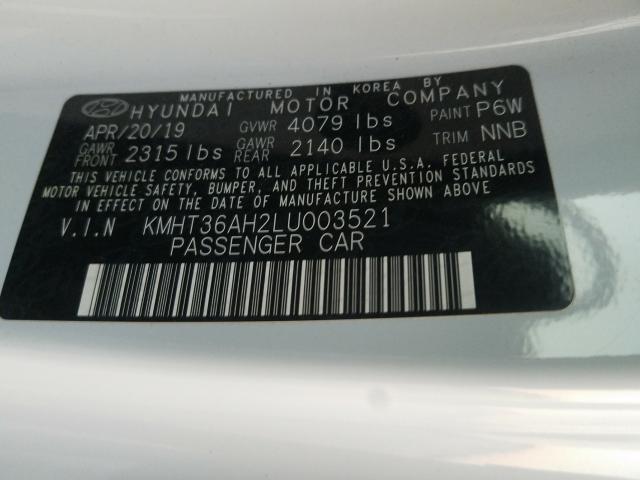 MANUFACTURED IN KOREA BY
HYUNDAI MOTOR COMPANY
APR/20/19 GVWR 4079 lbs PAINT P6W
GAWR FRONT 2315 lbs GAWR REAR 2140 lbs TRIM NNB
THIS VEHICLE CONFORMS TO ALL APPLICABLE U.S.A. FEDERAL
MOTOR VEHICLE SAFETY, BUMPER, AND THEFT PREVENTION STANDARDS
IN EFFECT ON THE DATE OF MANUFACTURE SHOWN ABOVE
V.I.N KMHT36AH2LU003521
PASSENGER CAR